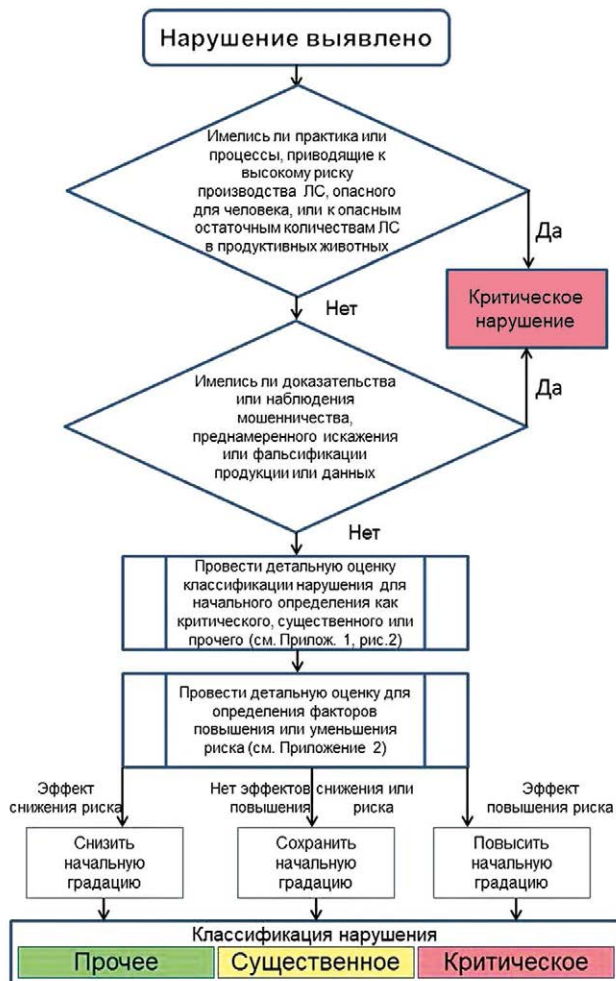 Нарушение выявлено
Имелись ли практика или
процессы, приводящие к
высокому риску
производства ЛС, опасного
для человека, или к опасным
остаточным количествам ЛС
в продуктивных животных
Да
Нет
Критическое
нарушение
Имелись ли доказательства
или наблюдения
мошенничества,
преднамеренного искажения
или фальсификации
продукции или данных
Да
Нет
Провести детальную оценку
классификации нарушения для
начального определения как
критического, существенного или
прочего (см. Прилож. 1, рис.2)
Провести детальную оценку для
определения факторов
повышения или уменьшения
риска (см. Приложение 2)
Эффект
снижения риска
Нет эффектов снижения или
повышения риска
Эффект
повышения риска
Снизить
начальную
градацию
Сохранить
начальную
градацию
Повысить
начальную
градацию
Классификация нарушения
Прочее
Существенное
Критическое